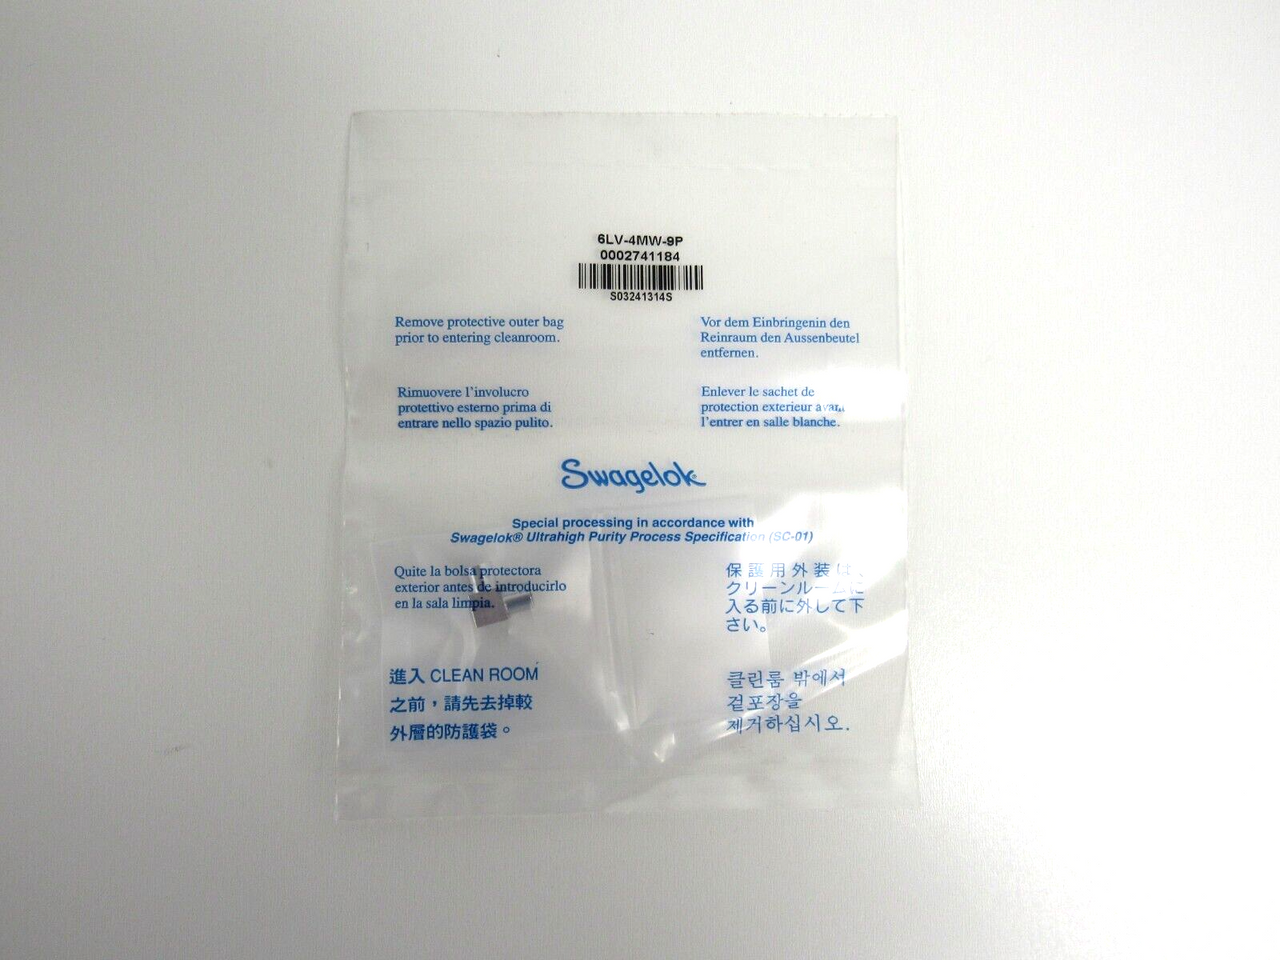 6LV-4MW-9P
0002741184
S03241314S
Remove protective outer bag
prior to entering cleanroom.
Vor dem Einbringenin den
Reinraum den Aussenbeutel
entfernen.
Rimuovere l'involucro
protettivo esterno prima di
entrare nello spazio pulito.
Enlever le sachet de
protection exterieur avant
l'entrer en salle blanche.
Swagelok
Special processing in accordance with
Swagelok® Ultrahigh Purity Process Specification (SC-01)
Quite la bolsa protectora
exterior antes de introducirlo
en la sala limpia.
保護用外装は、
クリーンルームに
入る前に外して下
さい。
進入 CLEAN ROOM
之前，請先去掉較
外層的防護袋。
클린룸 밖에서
겉포장을
제거하십시오.